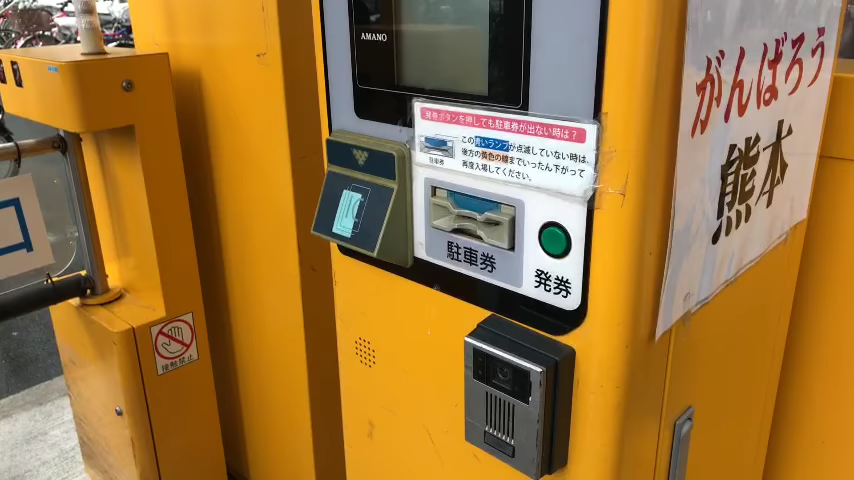 AMANO
発券ボタンを押しても駐車券が出ない時は？
この青いランプが点滅していない時は、
後方の黄色の線までいったん下がって
再度入場してください。
駐車券
駐車券
発券
接触禁止
がんばろう
熊本